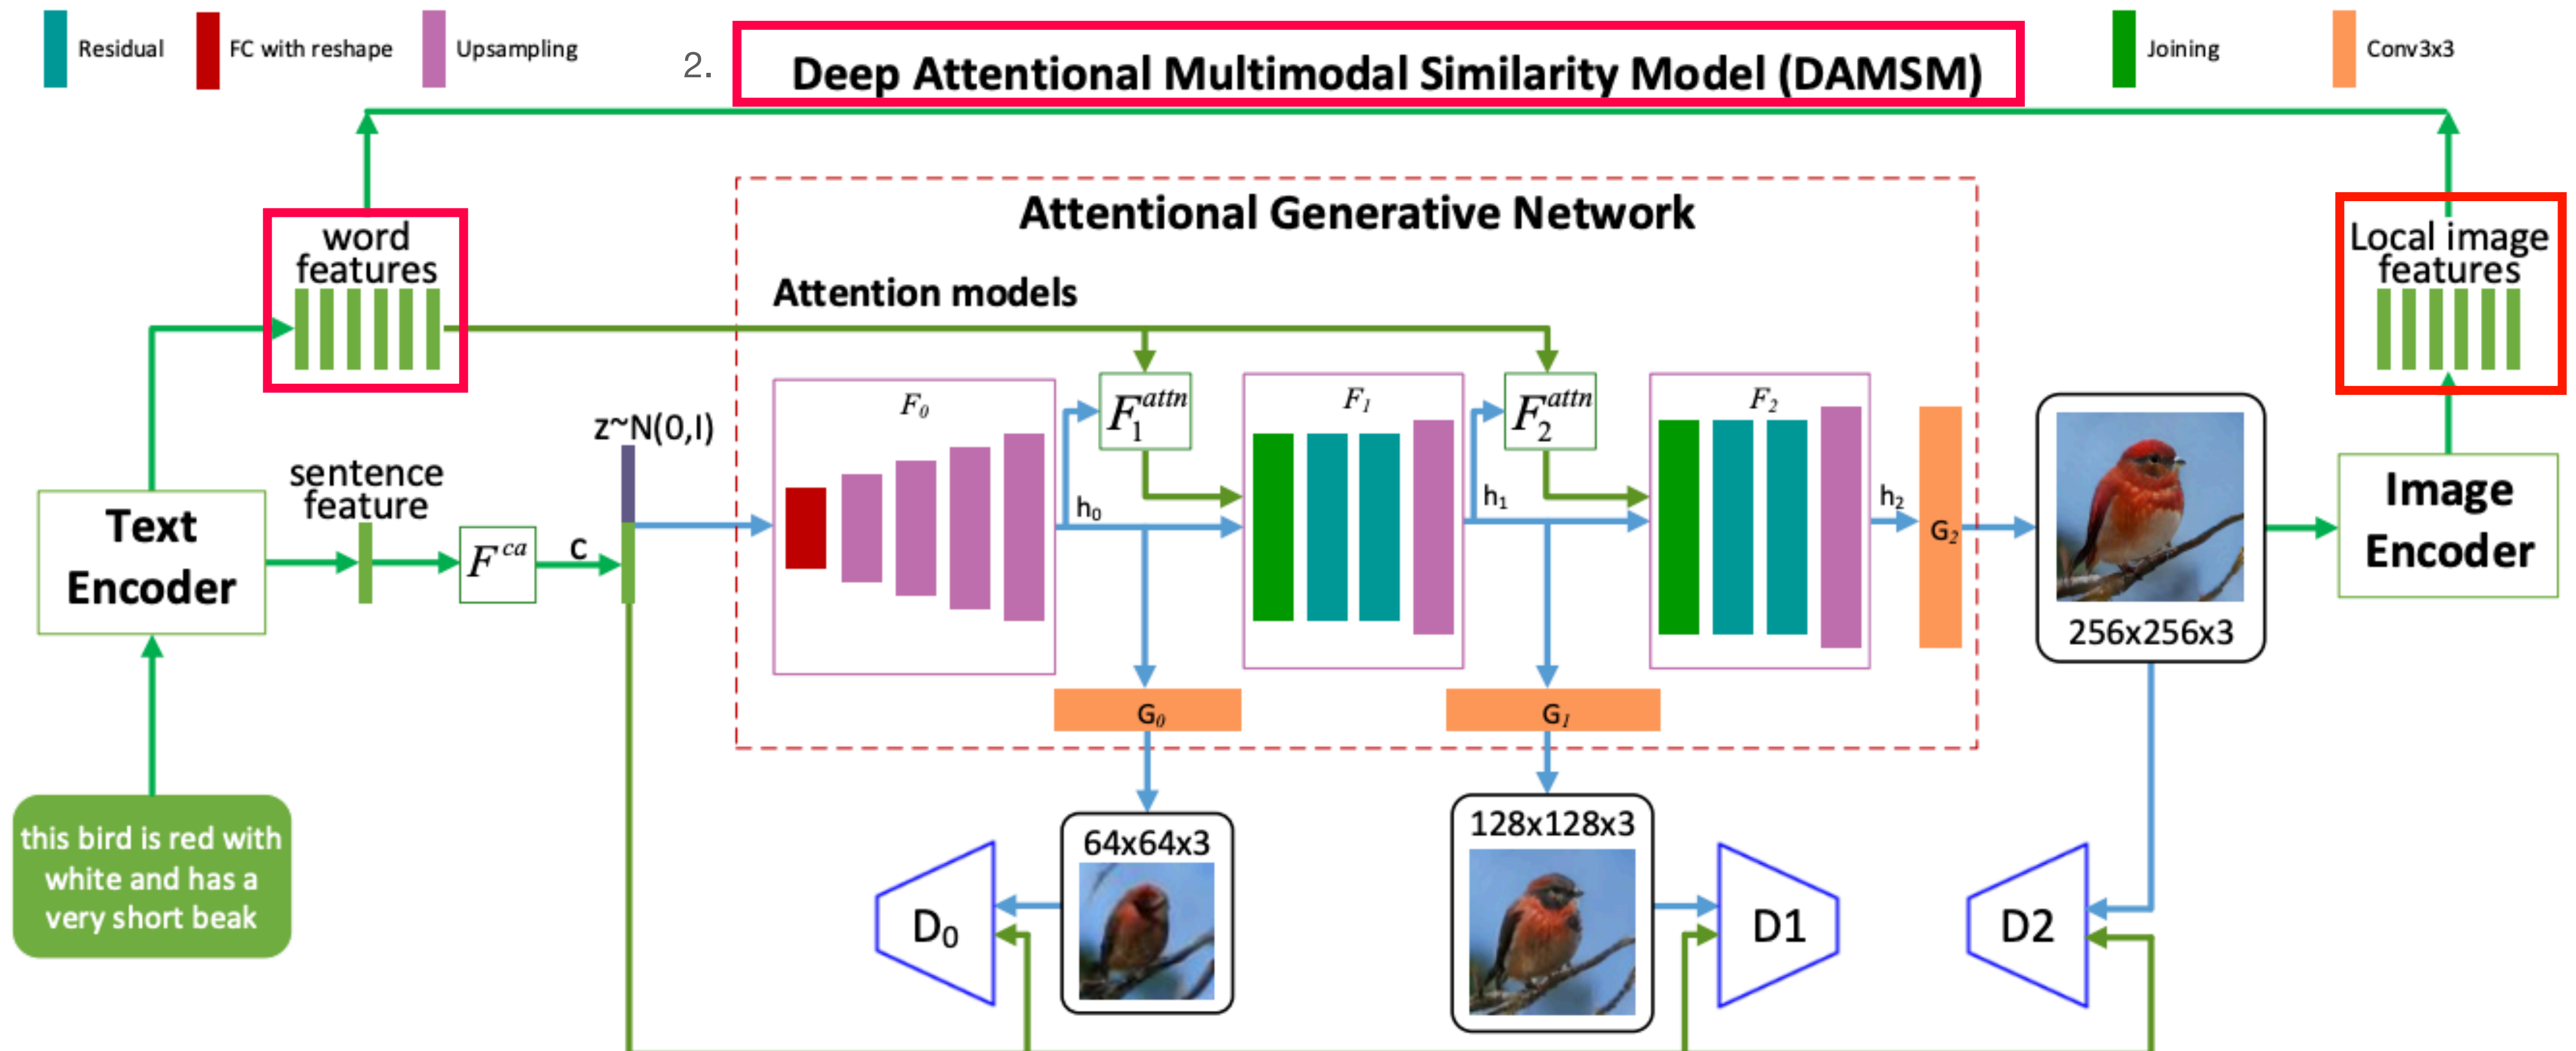 Residual
FC with reshape
Upsampling
2.
Deep Attentional Multimodal Similarity Model (DAMSM)
Joining
Conv3x3
word
features
Attentional Generative Network
Local image
features
Attention models
z~N(0,I)
F₀
F₁ᵃᵗᵗⁿ
F₁
F₂ᵃᵗᵗⁿ
F₂
sentence
feature
Text
Encoder
Fᶜᵃ
c
h₀
h₁
h₂
G₂
256x256x3
Image
Encoder
G₀
G₁
this bird is red with
white and has a
very short beak
64x64x3
128x128x3
D₀
D1
D2